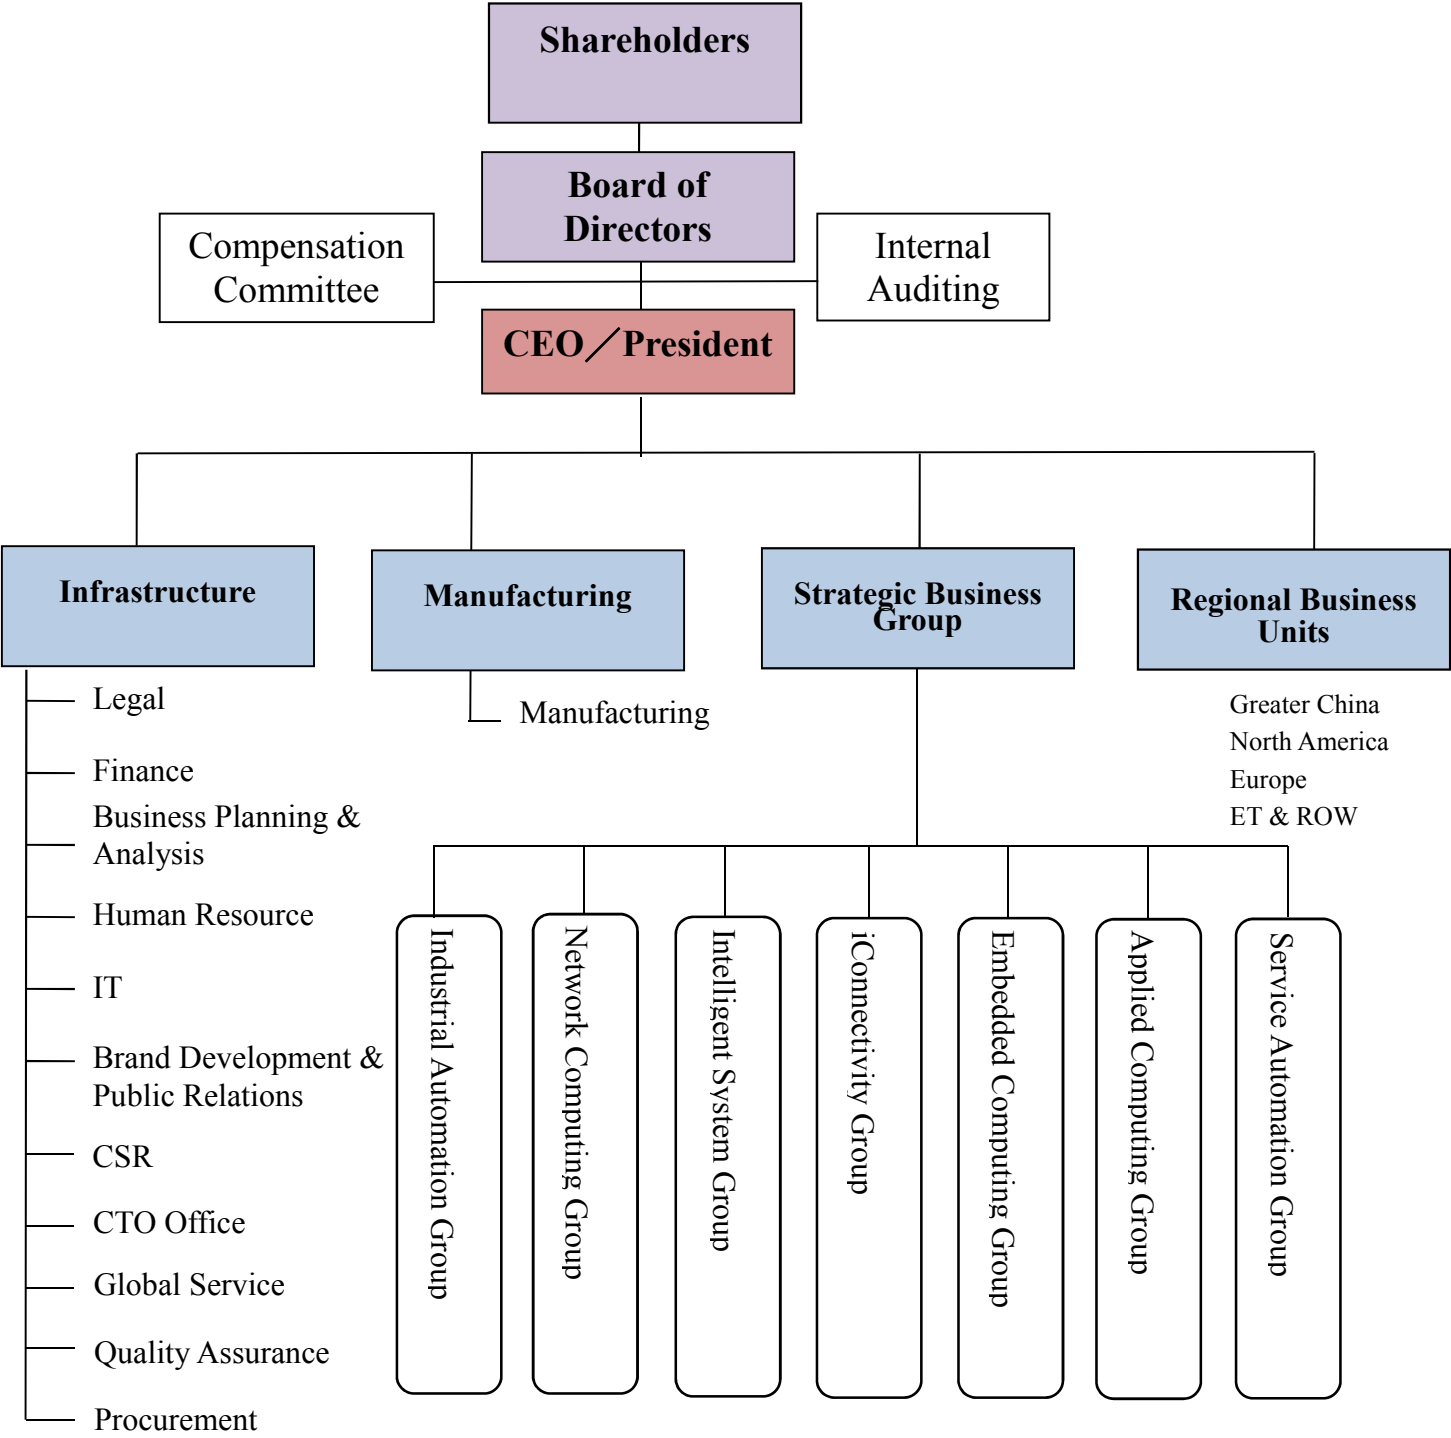 Shareholders
Board of
Directors
Compensation
Committee
Internal
Auditing
CEO／President
Infrastructure
Manufacturing
Strategic Business
Group
Regional Business
Units
Legal
Finance
Business Planning &
Analysis
Human Resource
IT
Brand Development &
Public Relations
CSR
CTO Office
Global Service
Quality Assurance
Procurement
Manufacturing
Industrial Automation Group
Network Computing Group
Intelligent System Group
iConnectivity Group
Embedded Computing Group
Applied Computing Group
Service Automation Group
Greater China
North America
Europe
ET & ROW